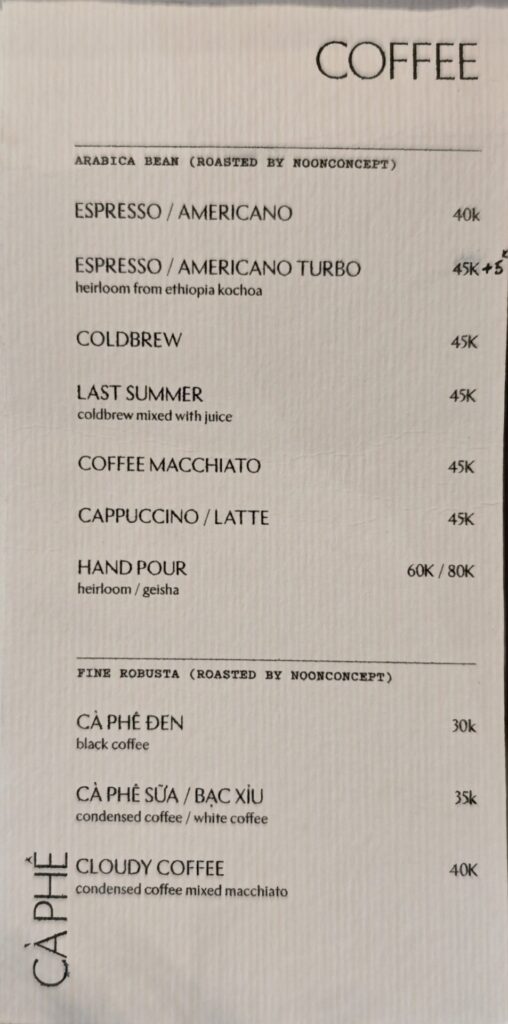 COFFEE
ARABICA BEAN (ROASTED BY NOONCONCEPT)
ESPRESSO / AMERICANO 40k
ESPRESSO / AMERICANO TURBO 45K +5k
heirloom from ethiopia kochoa
COLDBREW 45K
LAST SUMMER 45K
coldbrew mixed with juice
COFFEE MACCHIATO 45K
CAPPUCCINO / LATTE 45K
HAND POUR 60K / 80K
heirloom / geisha
FINE ROBUSTA (ROASTED BY NOONCONCEPT)
CÀ PHÊ ĐEN 30k
black coffee
CÀ PHÊ SỮA / BẠC XỈU 35k
condensed coffee / white coffee
CLOUDY COFFEE 40K
condensed coffee mixed macchiato
CÀ PHÊ